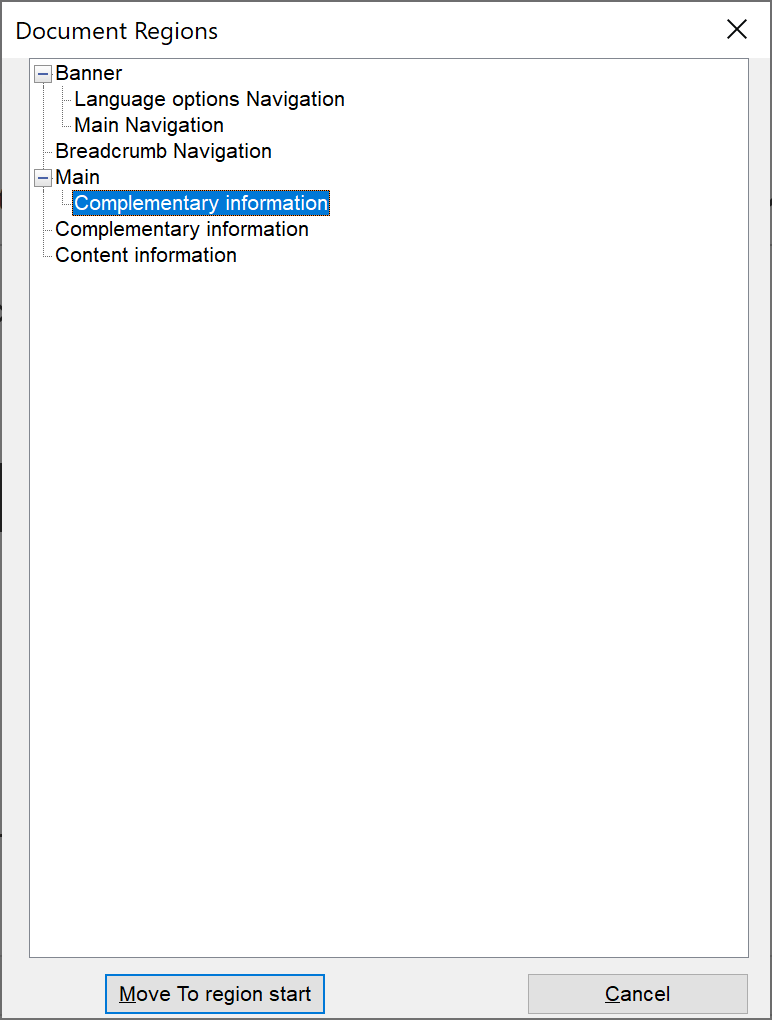 Document Regions
Banner
Language options Navigation
Main Navigation
Breadcrumb Navigation
Main
Complementary information
Complementary information
Content information
Move To region start
Cancel